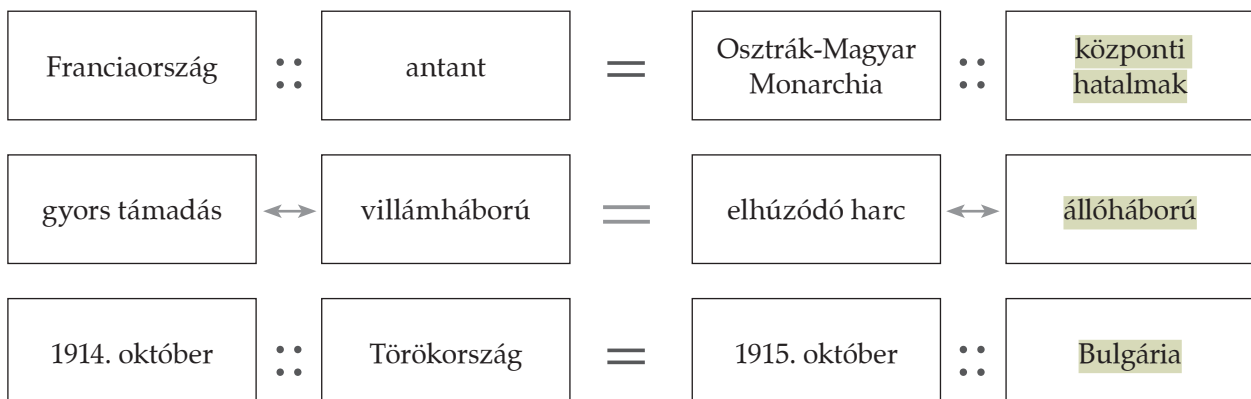 Franciaország :: antant = Osztrák-Magyar Monarchia :: központi hatalmak
gyors támadás ↔ villámháború = elhúzódó harc ↔ állóháború
1914. október :: Törökország = 1915. október :: Bulgária